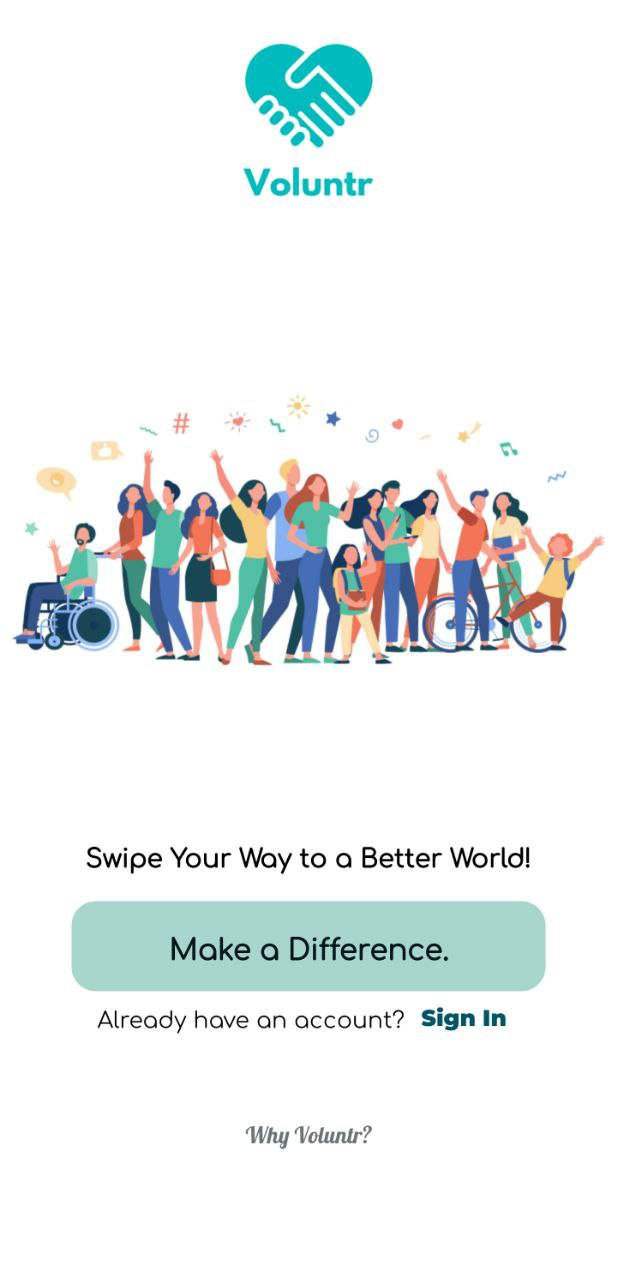 Voluntr
#
Swipe Your Way to a Better World!
Make a Difference.
Already have an account? Sign In
Why Voluntr?